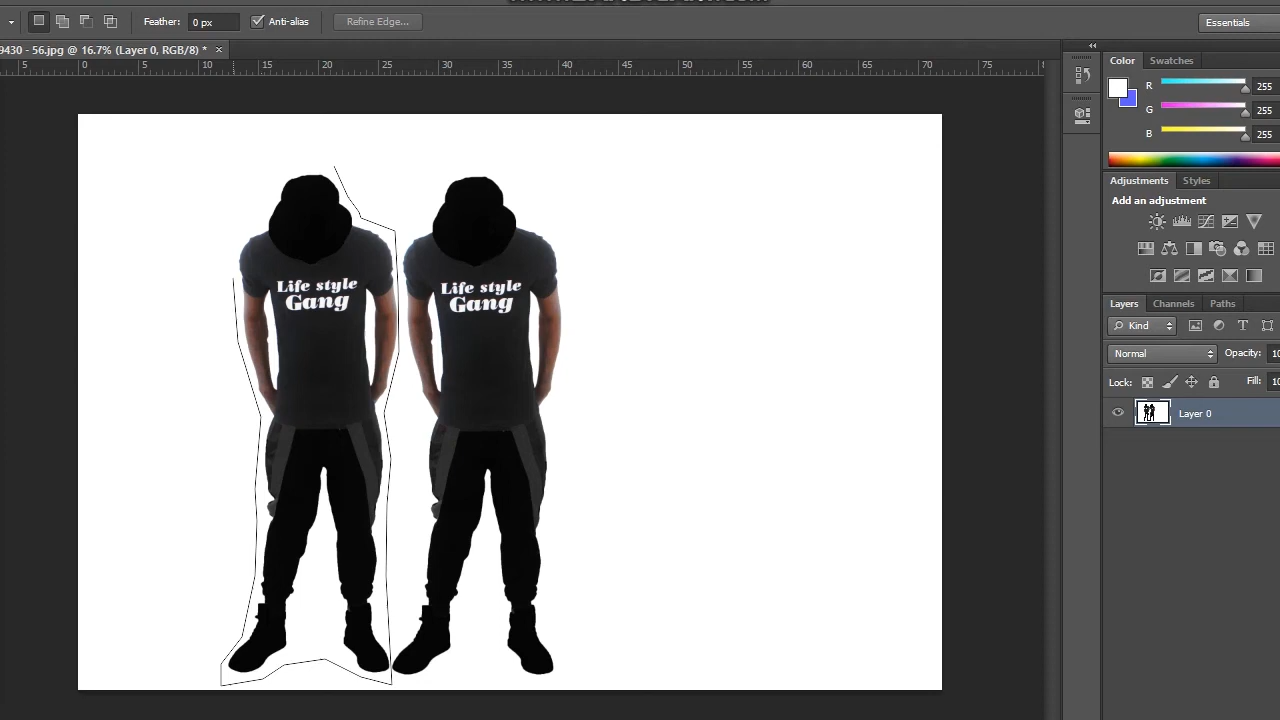 Feather: 0 px Anti-alias Refine Edge... Essentials
9430 - 56.jpg @ 16.7% (Layer 0, RGB/8) * ×
5 0 5 10 15 20 25 30 35 40 45 50 55 60 65 70 75
Color Swatches
R 255
G 255
B 255
Adjustments Styles
Add an adjustment
Life style
Gang
Life style
Gang
Layers Channels Paths
Kind
Normal Opacity: 10
Lock: Fill: 10
Layer 0